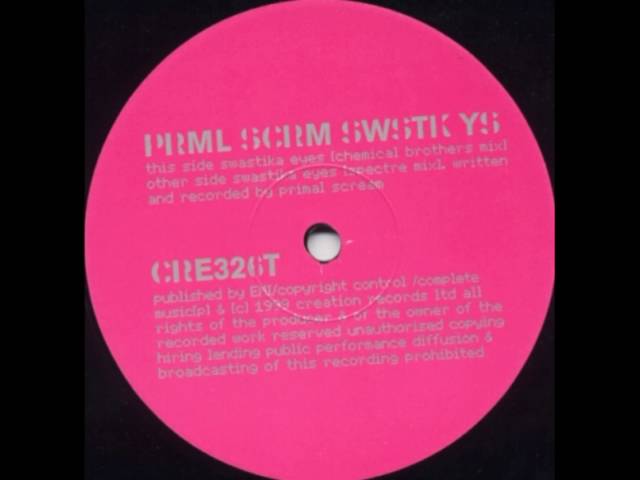 PRML SCRM SWSTK YS
this side swastika eyes [chemical brothers mix]
other side swastika eyes [spectre mix]. written
and recorded by primal scream
CRE326T
published by EMI/copyright control /complete
music[p] & [c] 1999 creation records ltd all
rights of the producer & of the owner of the
recorded work reserved unauthorised copying
hiring lending public performance diffusion &
broadcasting of this recording prohibited